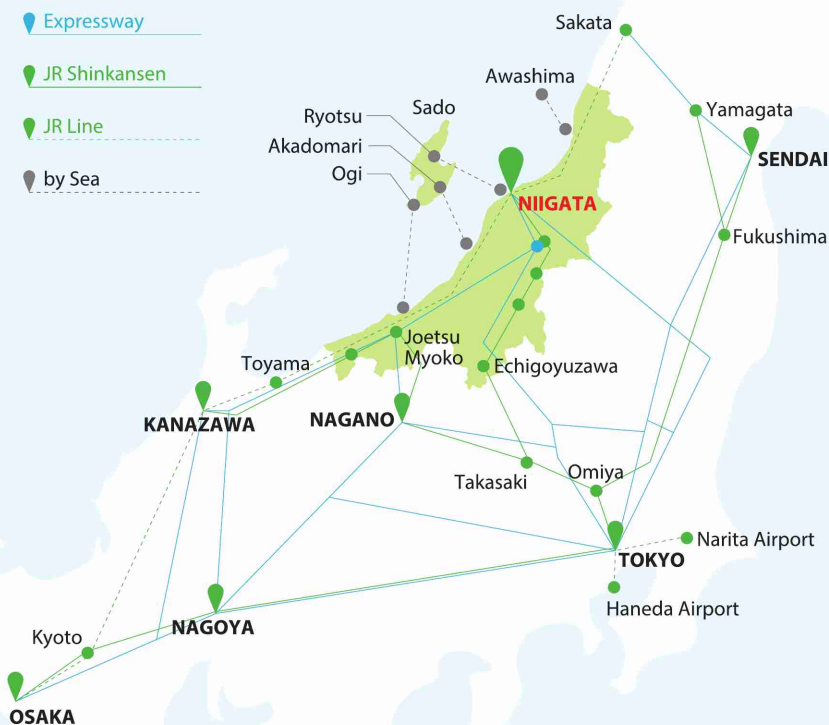 Expressway
JR Shinkansen
JR Line
by Sea
Sakata
Awashima
Sado
Ryotsu
Akadomari
Ogi
Yamagata
SENDAI
NIIGATA
Fukushima
Joetsu
Myoko
Toyama
Echigoyuzawa
KANAZAWA
NAGANO
Takasaki
Omiya
Narita Airport
TOKYO
Haneda Airport
NAGOYA
Kyoto
OSAKA